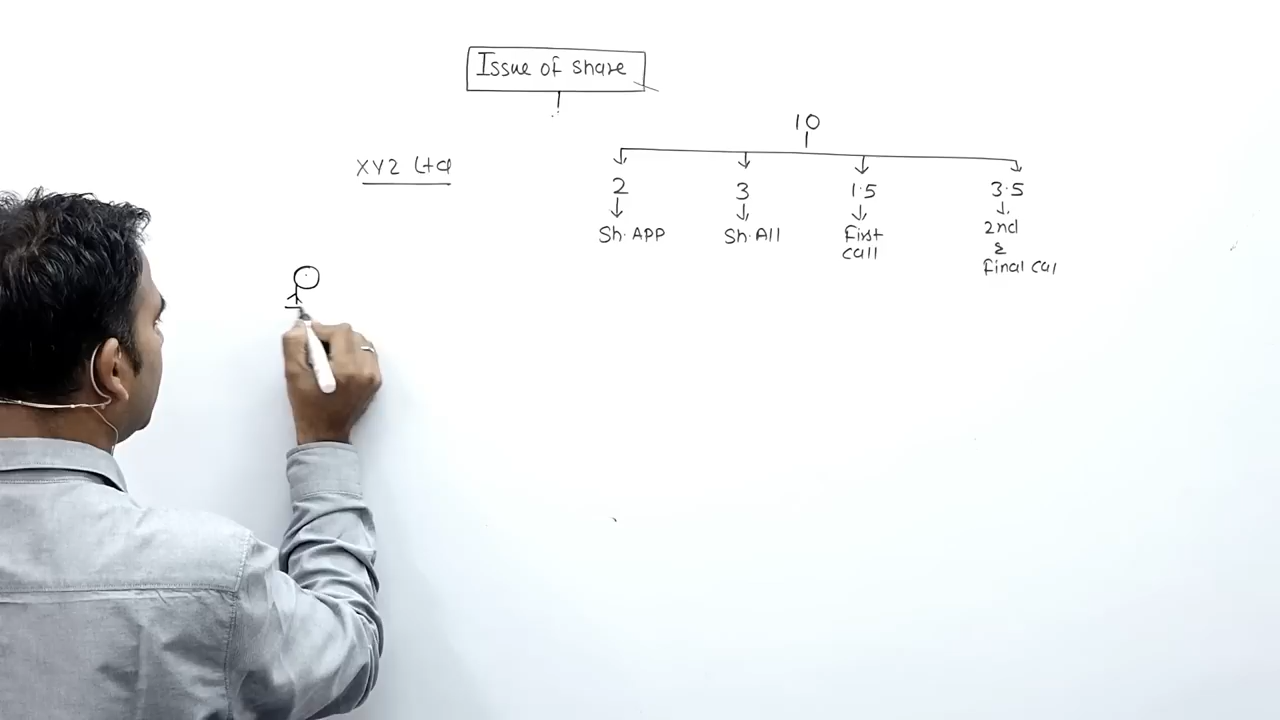 Issue of share
10
XYZ Ltd
2
3
1.5
3.5
Sh. APP
Sh. All
First
call
2nd
&
Final cal